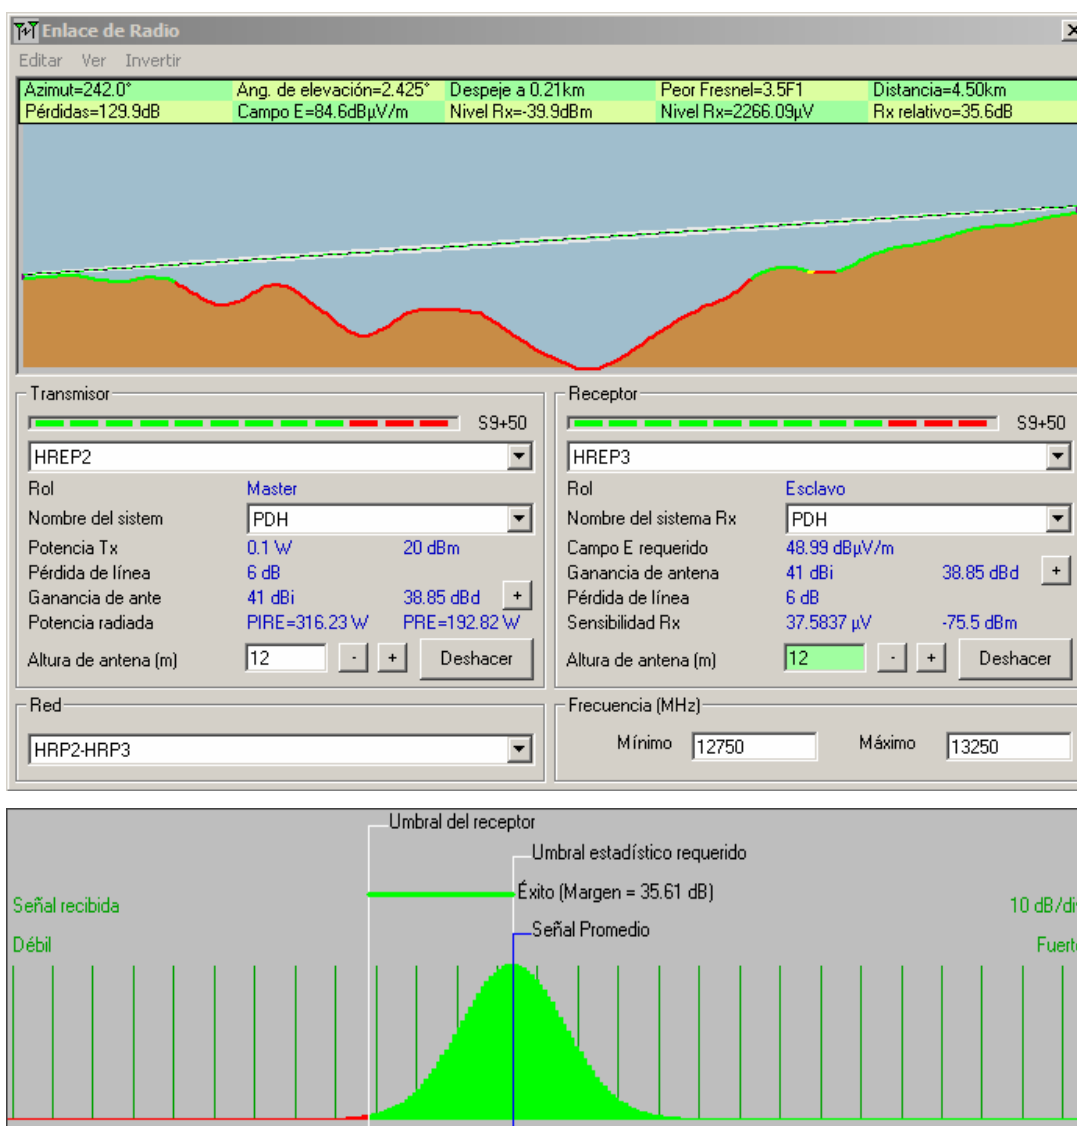 Enlace de Radio
Editar Ver Invertir
Azimut=242.0° Ang. de elevación=2.425° Despeje a 0.21km Peor Fresnel=3.5F1 Distancia=4.50km
Pérdidas=129.9dB Campo E=84.6dBµV/m Nivel Rx=-39.9dBm Nivel Rx=2266.09µV Rx relativo=35.6dB
Transmisor
S9+50
HREP2
Rol Master
Nombre del sistem PDH
Potencia Tx 0.1 W 20 dBm
Pérdida de línea 6 dB
Ganancia de ante 41 dBi 38.85 dBd +
Potencia radiada PIRE=316.23 W PRE=192.82 W
Altura de antena (m) 12 - + Deshacer
Receptor
S9+50
HREP3
Rol Esclavo
Nombre del sistema Rx PDH
Campo E requerido 48.99 dBµV/m
Ganancia de antena 41 dBi 38.85 dBd +
Pérdida de línea 6 dB
Sensibilidad Rx 37.5837 µV -75.5 dBm
Altura de antena (m) 12 - + Deshacer
Red
HRP2-HRP3
Frecuencia (MHz)
Mínimo 12750 Máximo 13250
Umbral del receptor
Umbral estadístico requerido
Éxito (Margen = 35.61 dB)
Señal recibida 10 dB/di
Señal Promedio
Débil Fuert